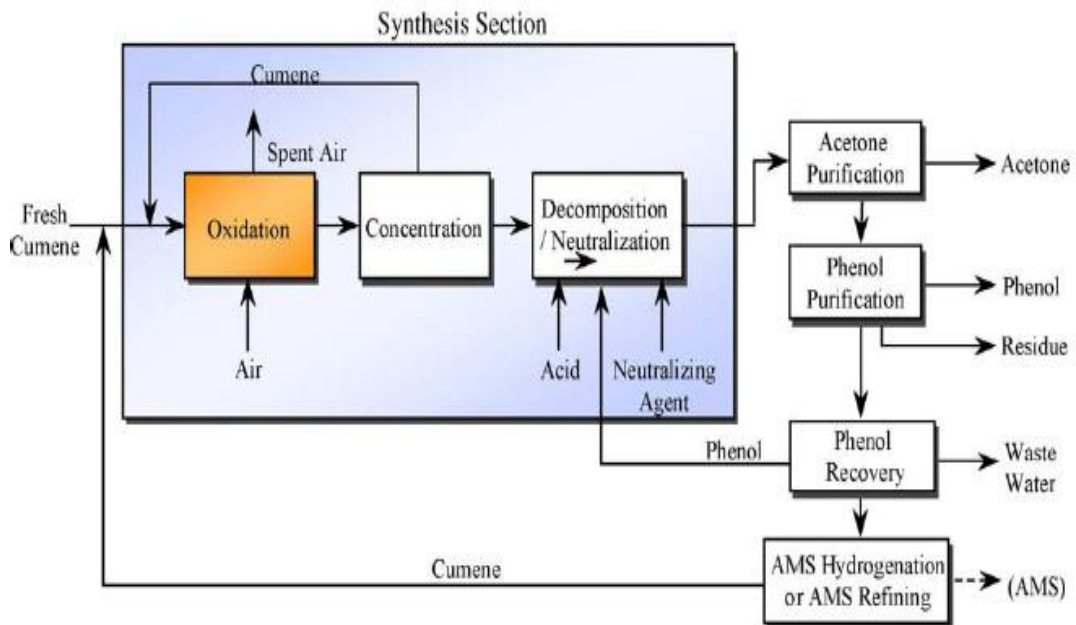 Synthesis Section
Cumene
Spent Air
Fresh
Cumene
Oxidation
Concentration
Decomposition
/ Neutralization
Air
Acid
Neutralizing
Agent
Acetone
Purification
Acetone
Phenol
Purification
Phenol
Residue
Phenol
Phenol
Recovery
Waste
Water
Cumene
AMS Hydrogenation
or AMS Refining
(AMS)